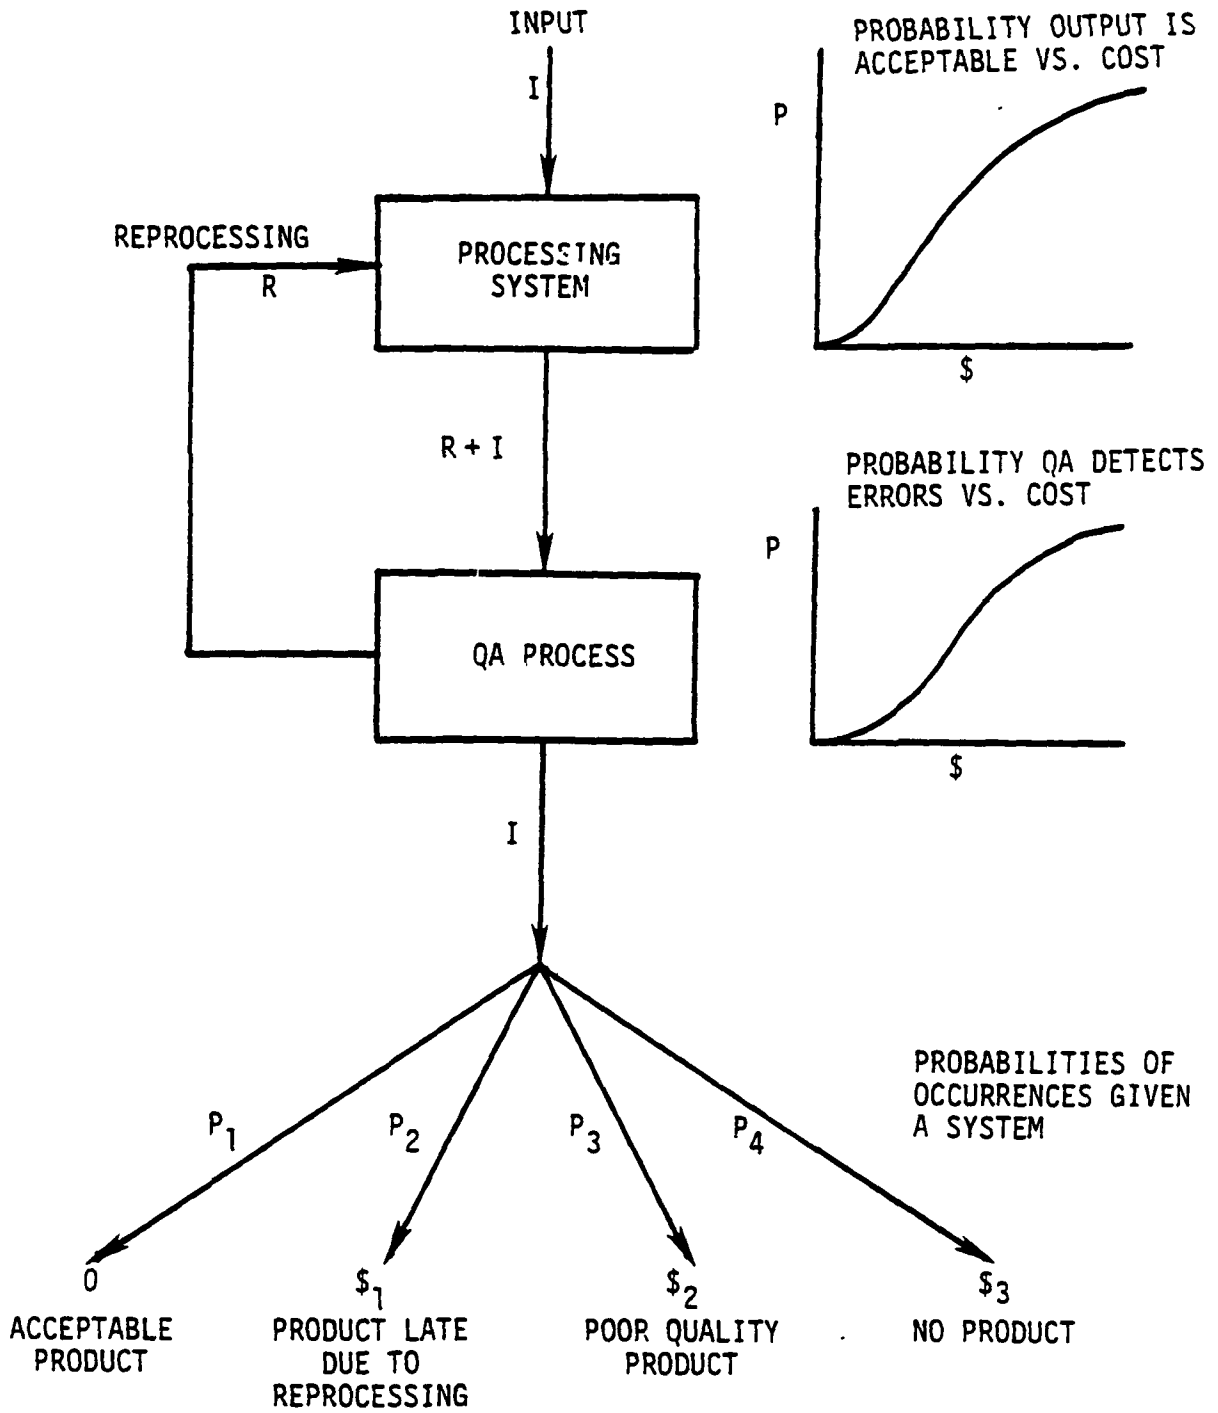 INPUT
I
PROBABILITY OUTPUT IS
ACCEPTABLE VS. COST
P
$
REPROCESSING
R
PROCESSING
SYSTEM
R + I
PROBABILITY QA DETECTS
ERRORS VS. COST
P
$
QA PROCESS
I
PROBABILITIES OF
OCCURRENCES GIVEN
A SYSTEM
P1
P2
P3
P4
0
ACCEPTABLE
PRODUCT
$1
PRODUCT LATE
DUE TO
REPROCESSING
$2
POOR QUALITY
PRODUCT
$3
NO PRODUCT